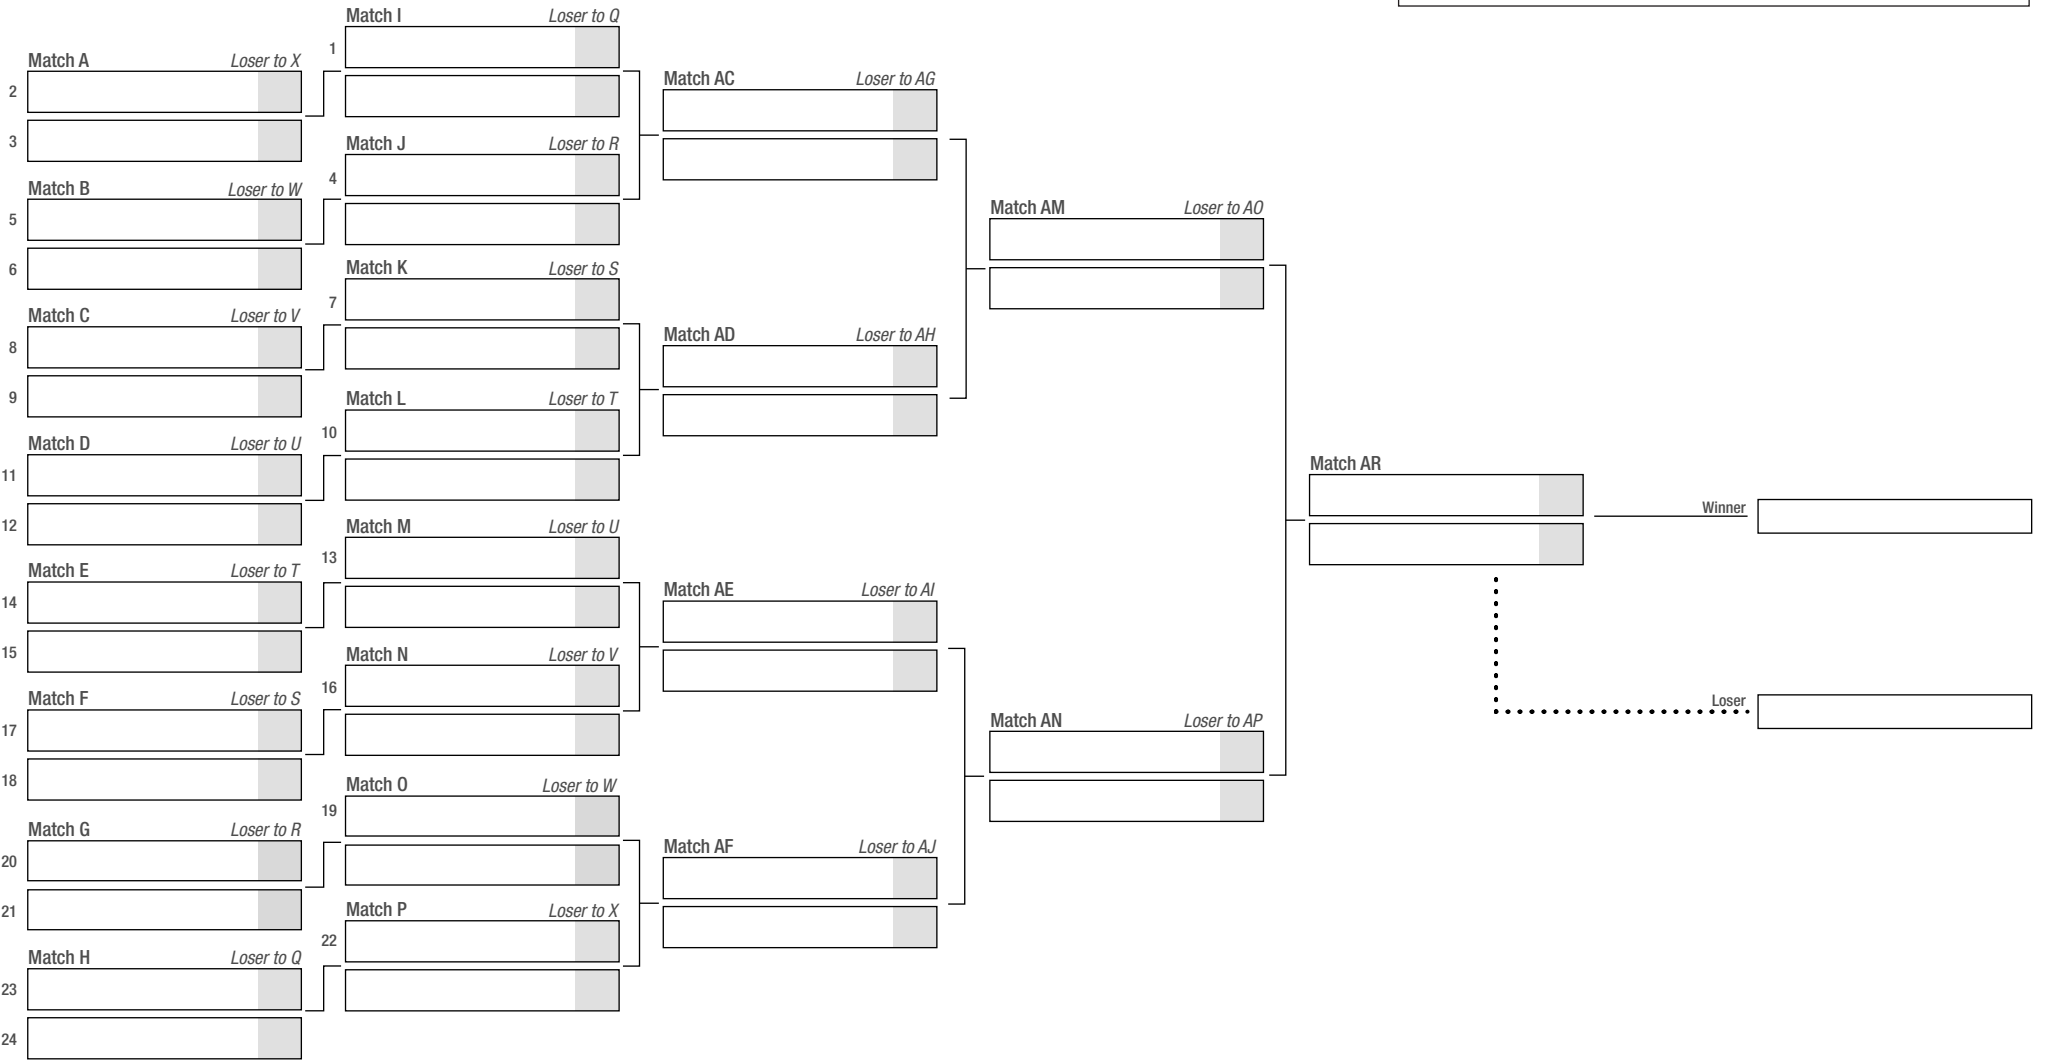 Match A Loser to X
2
3
Match B Loser to W
5
6
Match C Loser to V
8
9
Match D Loser to U
11
12
Match E Loser to T
14
15
Match F Loser to S
17
18
Match G Loser to R
20
21
Match H Loser to Q
23
24
Match I Loser to Q
1
Match J Loser to R
4
Match K Loser to S
7
Match L Loser to T
10
Match M Loser to U
13
Match N Loser to V
16
Match O Loser to W
19
Match P Loser to X
22
Match AC Loser to AG
Match AD Loser to AH
Match AE Loser to AI
Match AF Loser to AJ
Match AM Loser to AO
Match AN Loser to AP
Match AR
Winner
Loser